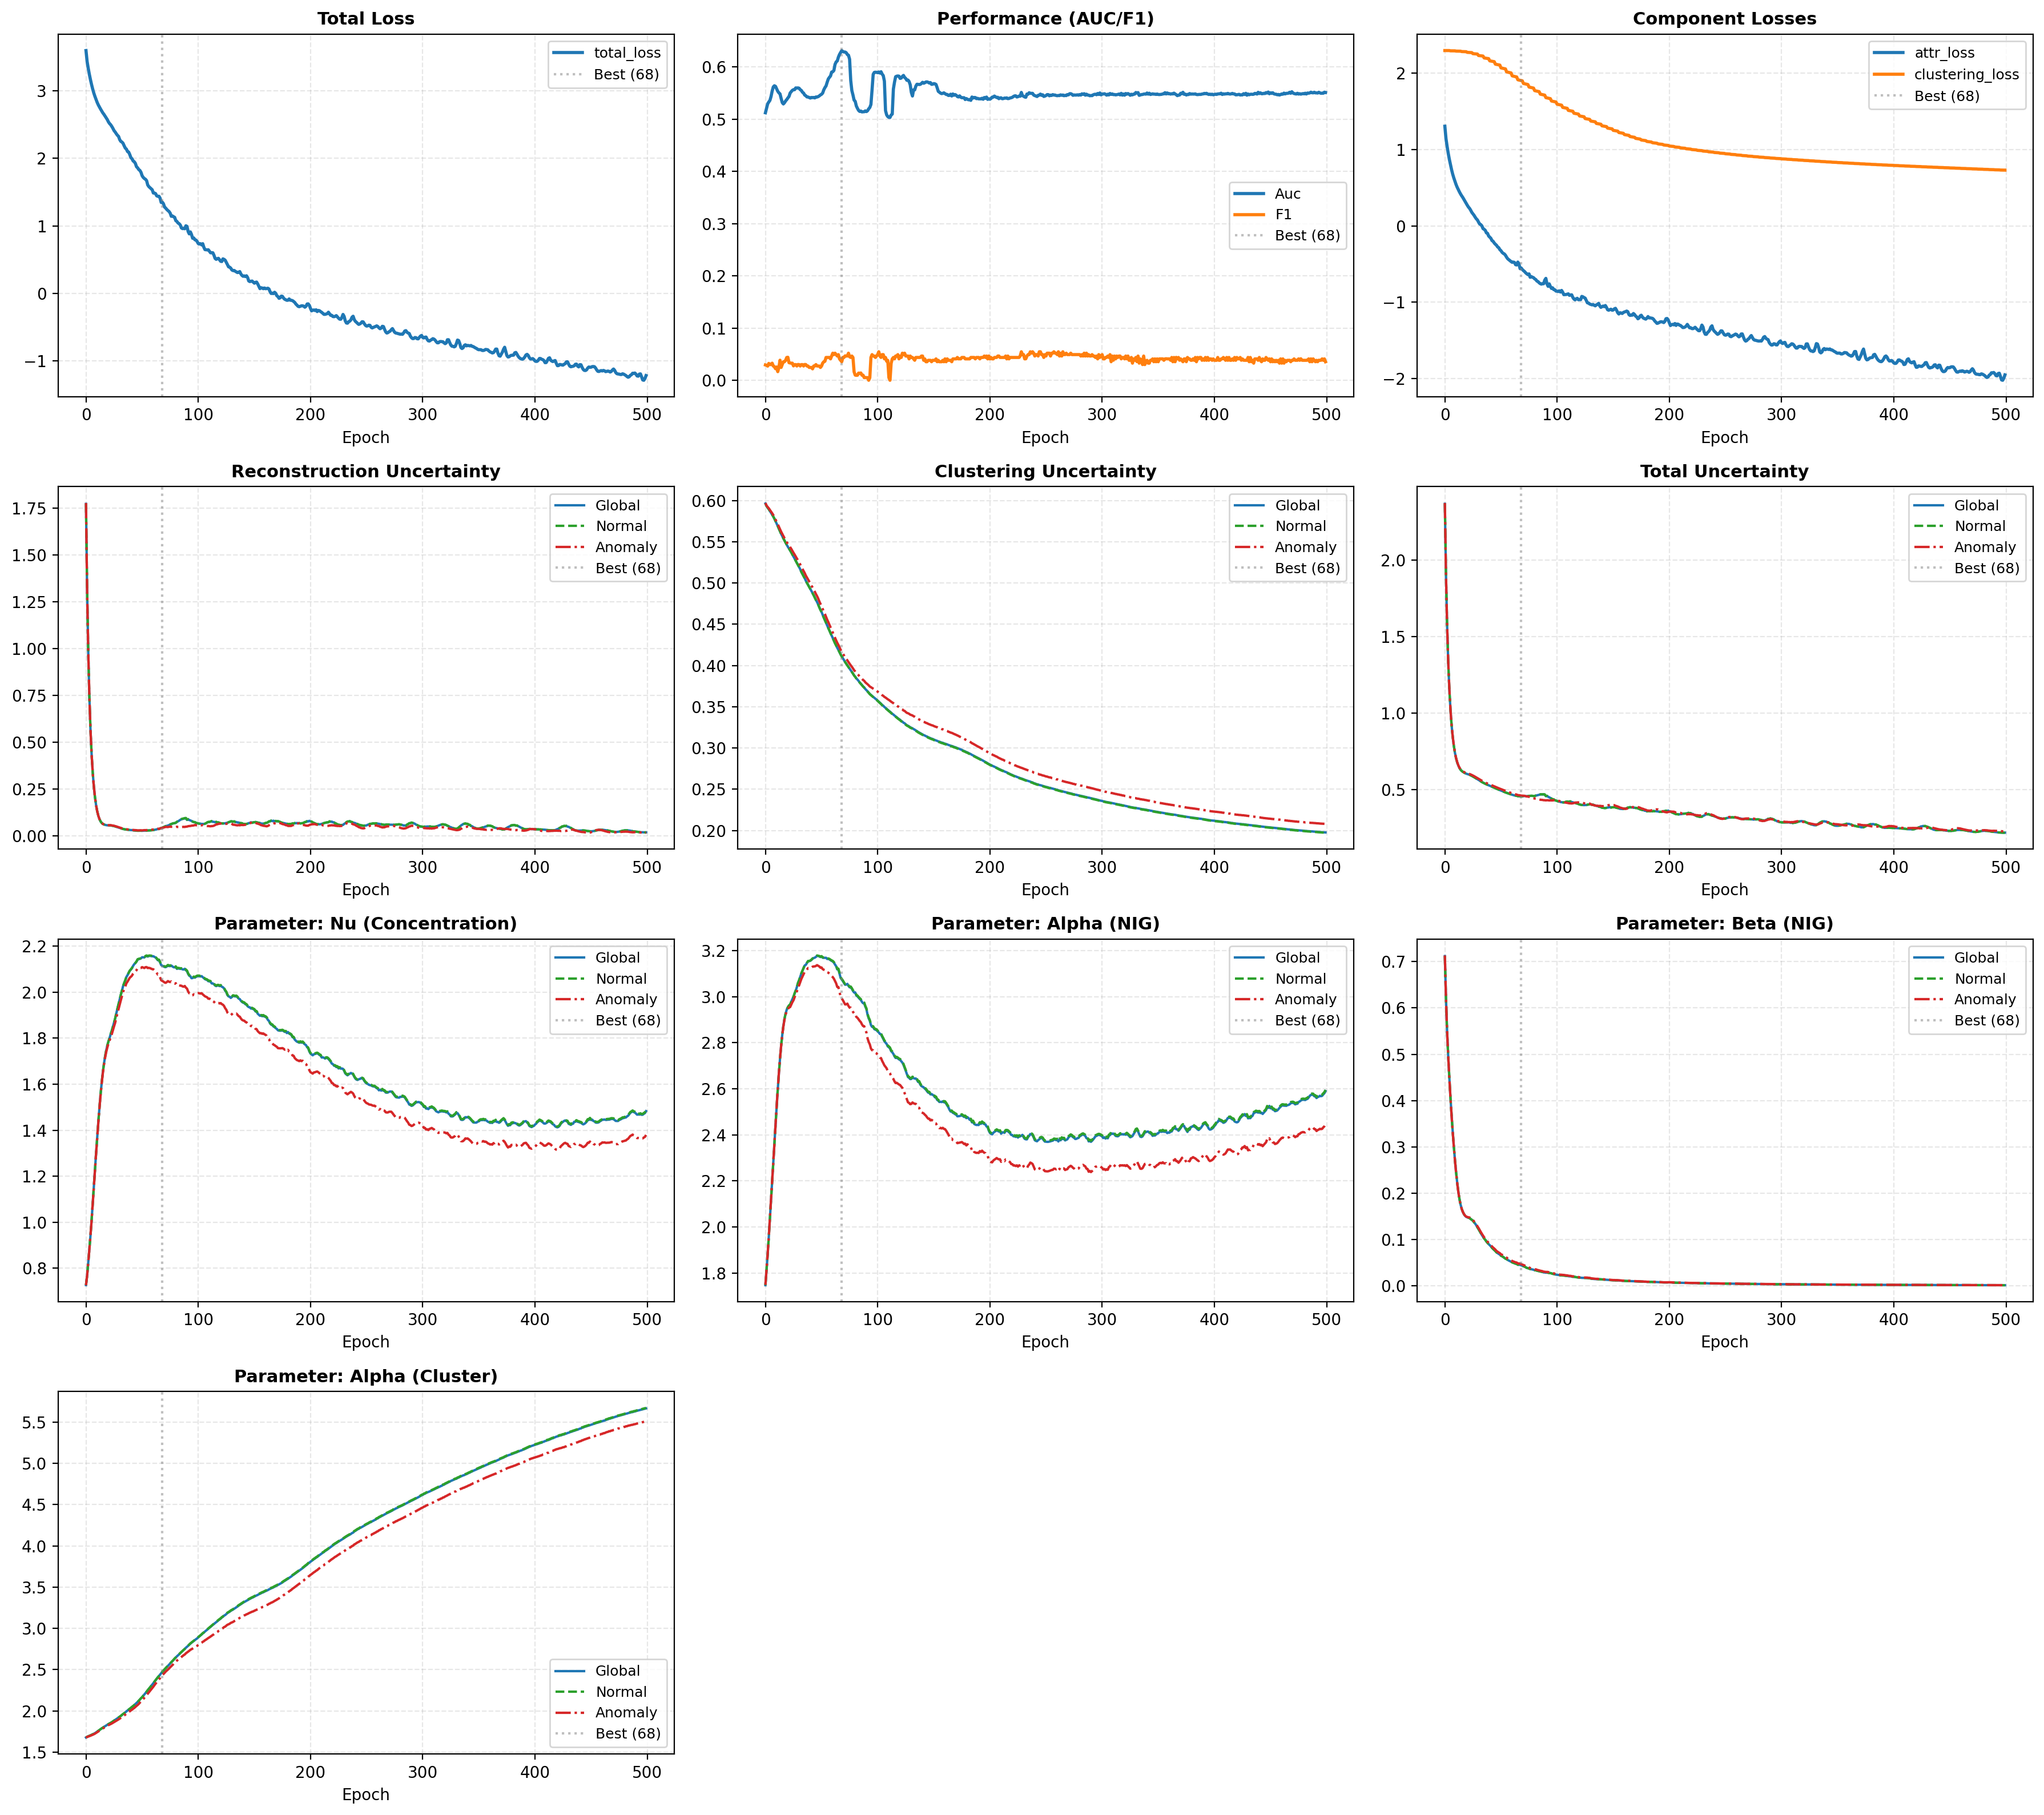 Total Loss
3
2
1
0
−1
0 100 200 300 400 500
Epoch
total_loss
Best (68)
Performance (AUC/F1)
0.6
0.5
0.4
0.3
0.2
0.1
0.0
0 100 200 300 400 500
Epoch
Auc
F1
Best (68)
Component Losses
2
1
0
−1
−2
0 100 200 300 400 500
Epoch
attr_loss
clustering_loss
Best (68)
Reconstruction Uncertainty
1.75
1.50
1.25
1.00
0.75
0.50
0.25
0.00
0 100 200 300 400 500
Epoch
Global
Normal
Anomaly
Best (68)
Clustering Uncertainty
0.60
0.55
0.50
0.45
0.40
0.35
0.30
0.25
0.20
0 100 200 300 400 500
Epoch
Global
Normal
Anomaly
Best (68)
Total Uncertainty
2.0
1.5
1.0
0.5
0 100 200 300 400 500
Epoch
Global
Normal
Anomaly
Best (68)
Parameter: Nu (Concentration)
2.2
2.0
1.8
1.6
1.4
1.2
1.0
0.8
0 100 200 300 400 500
Epoch
Global
Normal
Anomaly
Best (68)
Parameter: Alpha (NIG)
3.2
3.0
2.8
2.6
2.4
2.2
2.0
1.8
0 100 200 300 400 500
Epoch
Global
Normal
Anomaly
Best (68)
Parameter: Beta (NIG)
0.7
0.6
0.5
0.4
0.3
0.2
0.1
0.0
0 100 200 300 400 500
Epoch
Global
Normal
Anomaly
Best (68)
Parameter: Alpha (Cluster)
5.5
5.0
4.5
4.0
3.5
3.0
2.5
2.0
1.5
0 100 200 300 400 500
Epoch
Global
Normal
Anomaly
Best (68)